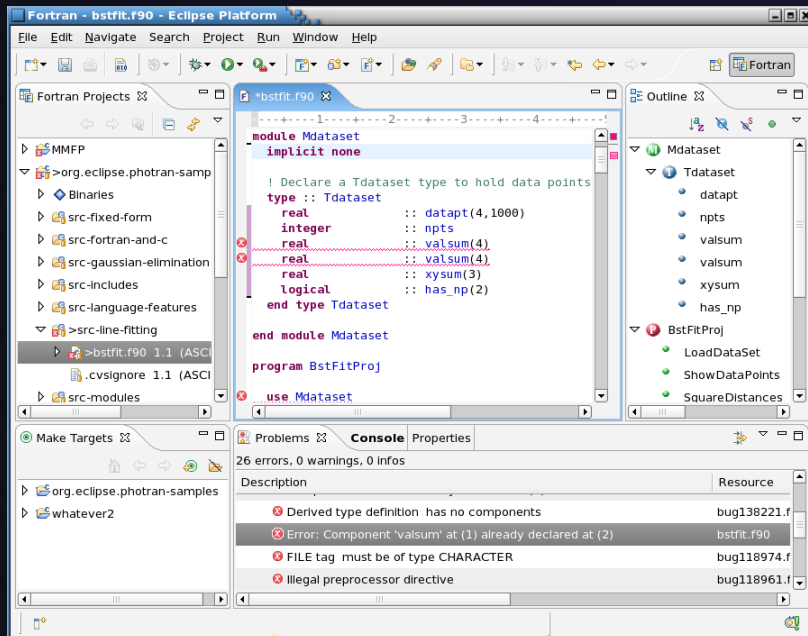 Fortran - bstfit.f90 - Eclipse Platform
File Edit Navigate Search Project Run Window Help
Fortran
Fortran Projects
MMFP
>org.eclipse.photran-samp
Binaries
src-fixed-form
src-fortran-and-c
src-gaussian-elimination
src-includes
src-language-features
>src-line-fitting
>bstfit.f90 1.1 (ASCI
.cvsignore 1.1 (ASCI
src-modules
*bstfit.f90
----+----1----+----2----+----3----+----4----+----5
module Mdataset
implicit none
! Declare a Tdataset type to hold data points
type :: Tdataset
real :: datapt(4,1000)
integer :: npts
real :: valsum(4)
real :: valsum(4)
real :: xysum(3)
logical :: has_np(2)
end type Tdataset
end module Mdataset
program BstFitProj
use Mdataset
Outline
Mdataset
Tdataset
datapt
npts
valsum
valsum
xysum
has_np
BstFitProj
LoadDataSet
ShowDataPoints
SquareDistances
Make Targets
org.eclipse.photran-samples
whatever2
Problems Console Properties
26 errors, 0 warnings, 0 infos
Description Resource
Derived type definition has no components bug138221.f
Error: Component 'valsum' at (1) already declared at (2) bstfit.f90
FILE tag must be of type CHARACTER bug118974.f
Illegal preprocessor directive bug118961.f